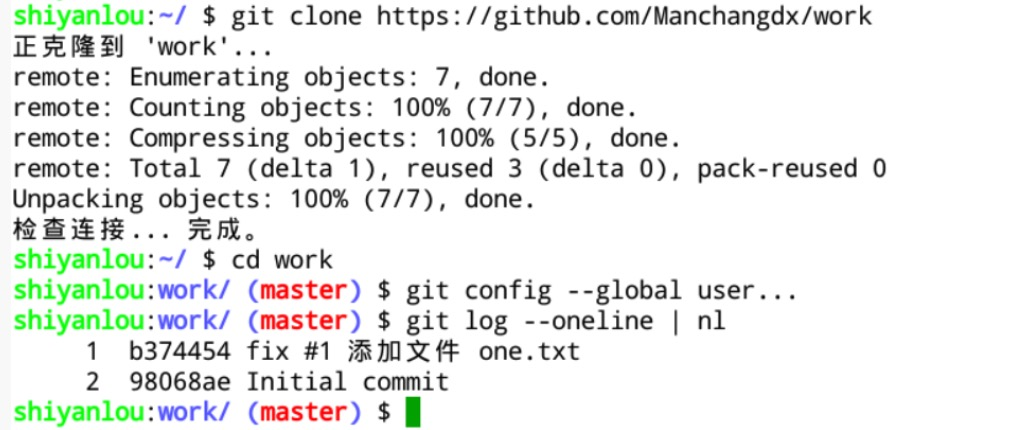 shiyanlou:~/ $ git clone https://github.com/Manchangdx/work
正克隆到 'work'...
remote: Enumerating objects: 7, done.
remote: Counting objects: 100% (7/7), done.
remote: Compressing objects: 100% (5/5), done.
remote: Total 7 (delta 1), reused 3 (delta 0), pack-reused 0
Unpacking objects: 100% (7/7), done.
检查连接... 完成。
shiyanlou:~/ $ cd work
shiyanlou:work/ (master) $ git config --global user...
shiyanlou:work/ (master) $ git log --oneline | nl
     1  b374454 fix #1 添加文件 one.txt
     2  98068ae Initial commit
shiyanlou:work/ (master) $